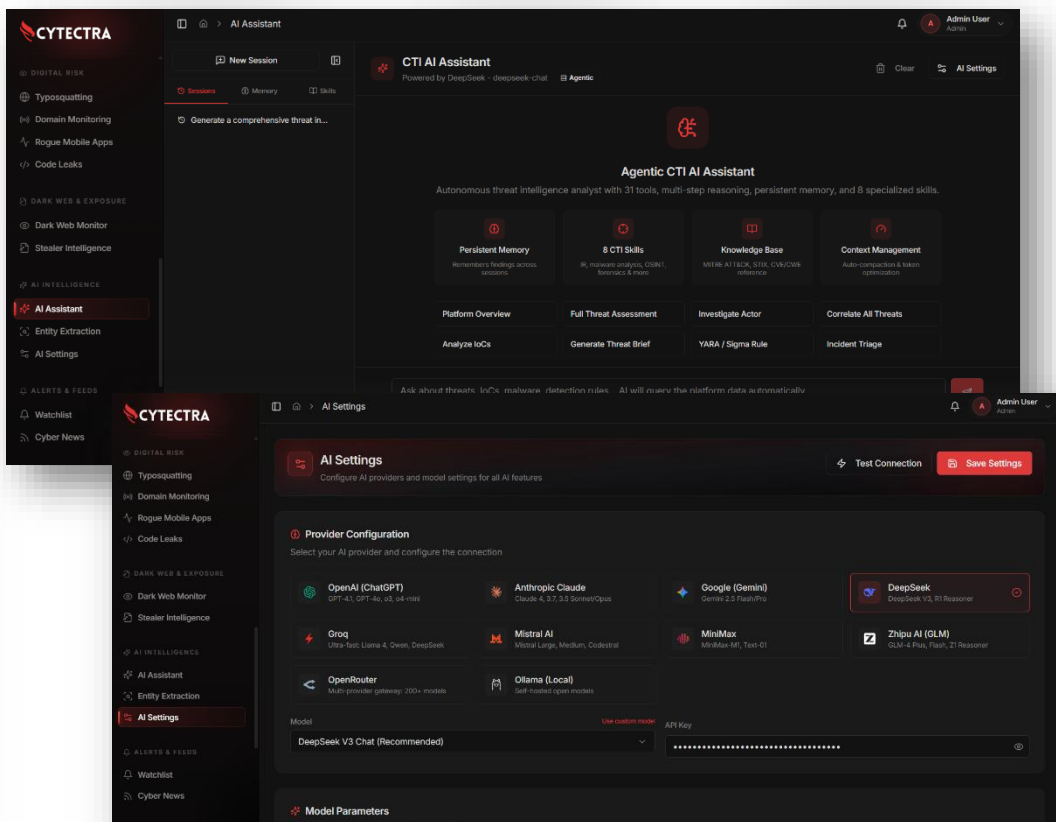 CYTECTRA
AI Assistant
Admin User
Admin
A
New Session
Sessions
Memory
Skills
Generate a comprehensive threat in...
CTI AI Assistant
Powered by DeepSeek - deepseek-chat
Agentic
Clear
AI Settings
DIGITAL RISK
Typosquatting
Domain Monitoring
Rogue Mobile Apps
Code Leaks
DARK WEB & EXPOSURE
Dark Web Monitor
Stealer Intelligence
AI INTELLIGENCE
AI Assistant
Entity Extraction
AI Settings
ALERTS & FEEDS
Watchlist
Cyber News
Agentic CTI AI Assistant
Autonomous threat intelligence analyst with 31 tools, multi-step reasoning, persistent memory, and 8 specialized skills.
Persistent Memory
Remembers findings across
sessions
8 CTI Skills
IR, malware analysis, OSINT,
forensics & more
Knowledge Base
MITRE ATT&CK, STIX, CVE/CWE
reference
Context Management
Auto-compaction & token
optimization
Platform Overview
Full Threat Assessment
Investigate Actor
Correlate All Threats
Analyze IoCs
Generate Threat Brief
YARA / Sigma Rule
Incident Triage
Ask about threats, IoCs, malware, detection rules... AI will query the platform data automatically
CYTECTRA
AI Settings
A
Admin User
Admin
DIGITAL RISK
Typosquatting
Domain Monitoring
Rogue Mobile Apps
Code Leaks
DARK WEB & EXPOSURE
Dark Web Monitor
Stealer Intelligence
AI INTELLIGENCE
AI Assistant
Entity Extraction
AI Settings
ALERTS & FEEDS
Watchlist
Cyber News
AI Settings
Configure AI providers and model settings for all AI features
Test Connection
Save Settings
Provider Configuration
Select your AI provider and configure the connection
OpenAI (ChatGPT)
GPT-4.1, GPT-4o, o3, o4-mini
Anthropic Claude
Claude 4, 3.7, 3.5 Sonnet/Opus
Google (Gemini)
Gemini 2.5 Flash/Pro
DeepSeek
DeepSeek V3, R1 Reasoner
Groq
Ultra-fast: Llama 4, Qwen, DeepSeek
Mistral AI
Mistral Large, Medium, Codestral
MiniMax
MiniMax-M1, Text-01
Zhipu AI (GLM)
GLM-4 Plus, Flash, Z1 Reasoner
OpenRouter
Multi-provider gateway: 200+ models
Ollama (Local)
Self-hosted open models
Model
Use custom model
API Key
DeepSeek V3 Chat (Recommended)
Model Parameters